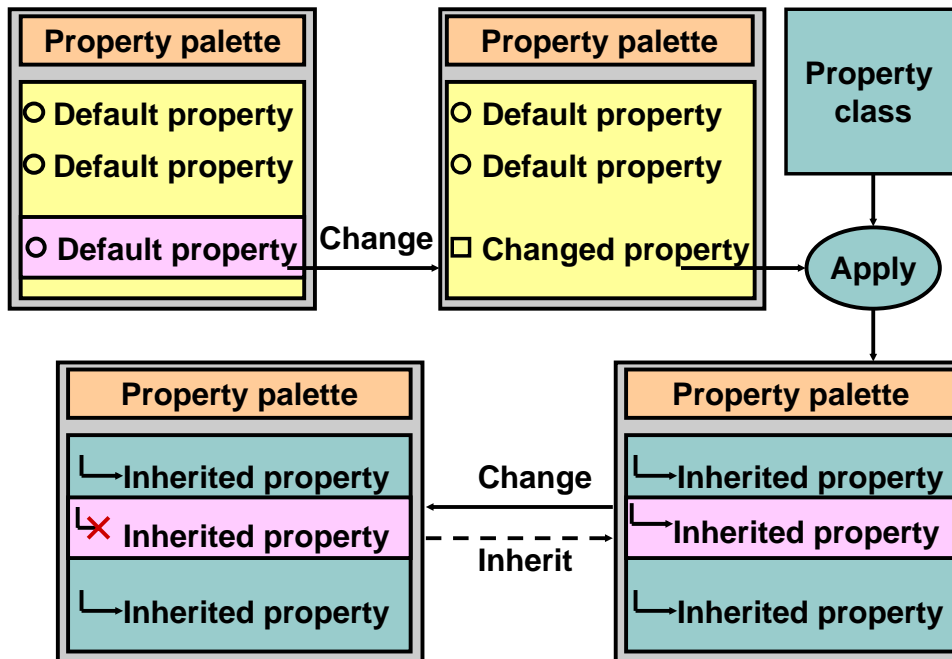 Property palette
Default property
Default property
Default property
Change
Property palette
Default property
Default property
Changed property
Property
class
Apply
Property palette
Inherited property
Inherited property
Inherited property
Change
Inherit
Property palette
Inherited property
Inherited property
Inherited property